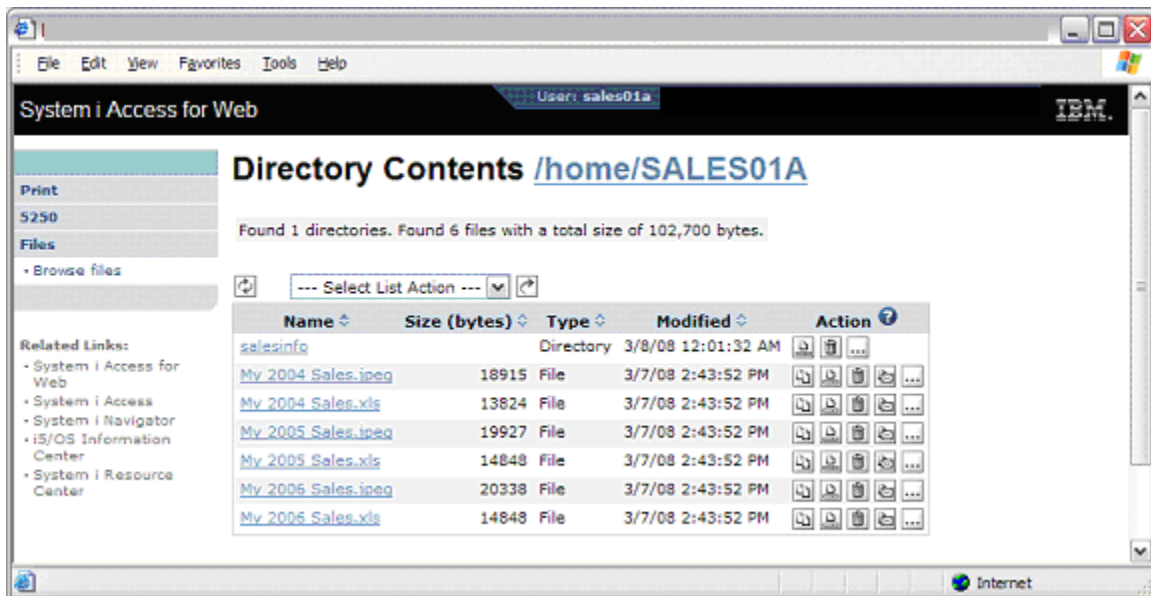 File Edit View Favorites Tools Help
System i Access for Web
User: sales01a
IBM.
Print
5250
Files
• Browse files
Related Links:
• System i Access for
Web
• System i Access
• System i Navigator
• i5/OS Information
Center
• System i Resource
Center
Directory Contents /home/SALES01A
Found 1 directories. Found 6 files with a total size of 102,700 bytes.
--- Select List Action ---
Name Size (bytes) Type Modified Action ?
salesinfo Directory 3/8/08 12:01:32 AM ...
My 2004 Sales.jpeg 18915 File 3/7/08 2:43:52 PM ...
My 2004 Sales.xls 13824 File 3/7/08 2:43:52 PM ...
My 2005 Sales.jpeg 19927 File 3/7/08 2:43:52 PM ...
My 2005 Sales.xls 14848 File 3/7/08 2:43:52 PM ...
My 2006 Sales.jpeg 20338 File 3/7/08 2:43:52 PM ...
My 2006 Sales.xls 14848 File 3/7/08 2:43:52 PM ...
Internet